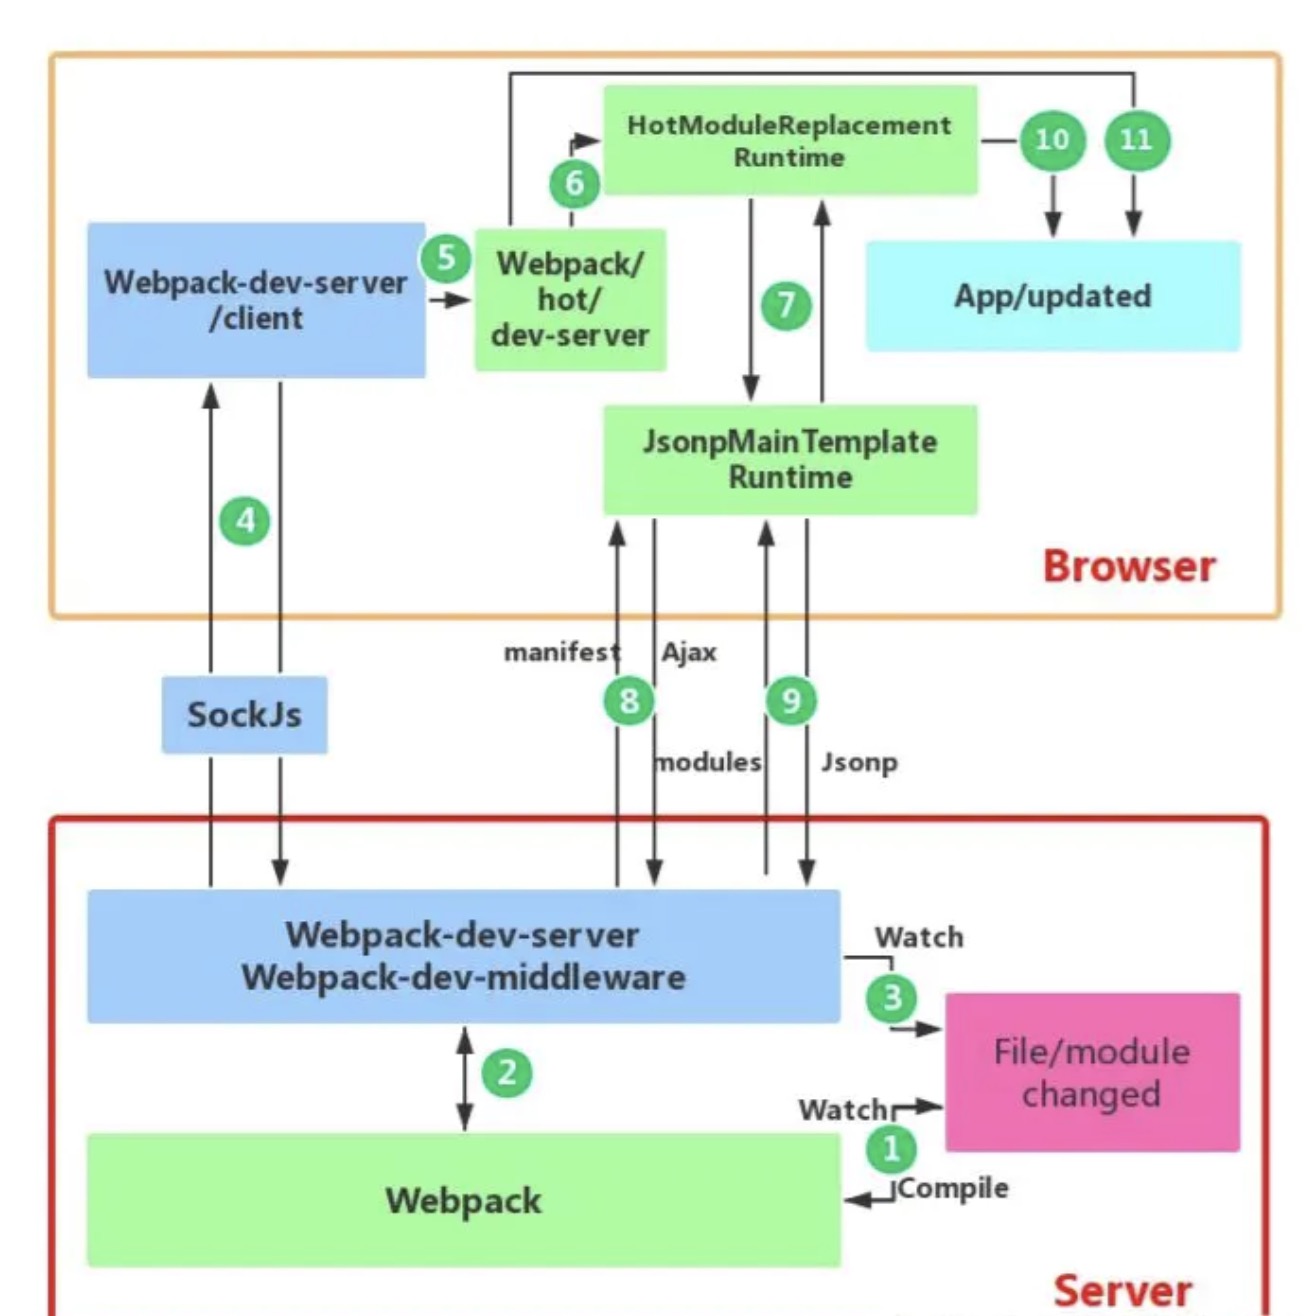 HotModuleReplacement
Runtime
10
11
6
5
Webpack-dev-server
/client
Webpack/
hot/
dev-server
7
App/updated
JsonpMainTemplate
Runtime
4
Browser
manifest
Ajax
8
9
SockJs
modules
Jsonp
Webpack-dev-server
Webpack-dev-middleware
Watch
3
File/module
changed
2
Watch
1
Compile
Webpack
Server